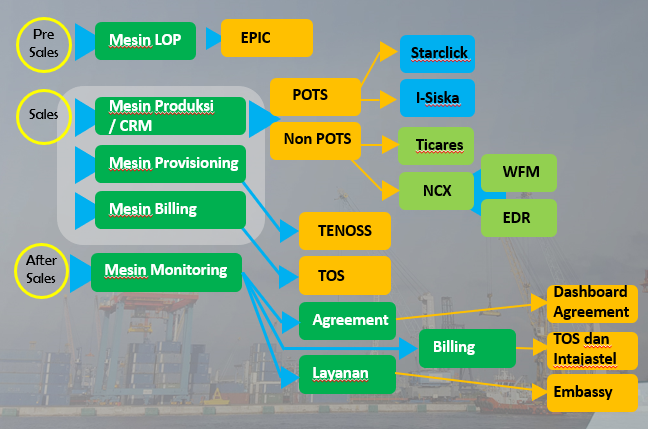 Pre
Sales
Mesin LOP
EPIC
Starclick
Sales
Mesin Produksi
/ CRM
POTS
I-Siska
Non POTS
Ticares
Mesin Provisioning
NCX
WFM
Mesin Billing
EDR
TENOSS
After
Sales
Mesin Monitoring
TOS
Agreement
Dashboard
Agreement
Billing
TOS dan
Intajastel
Layanan
Embassy